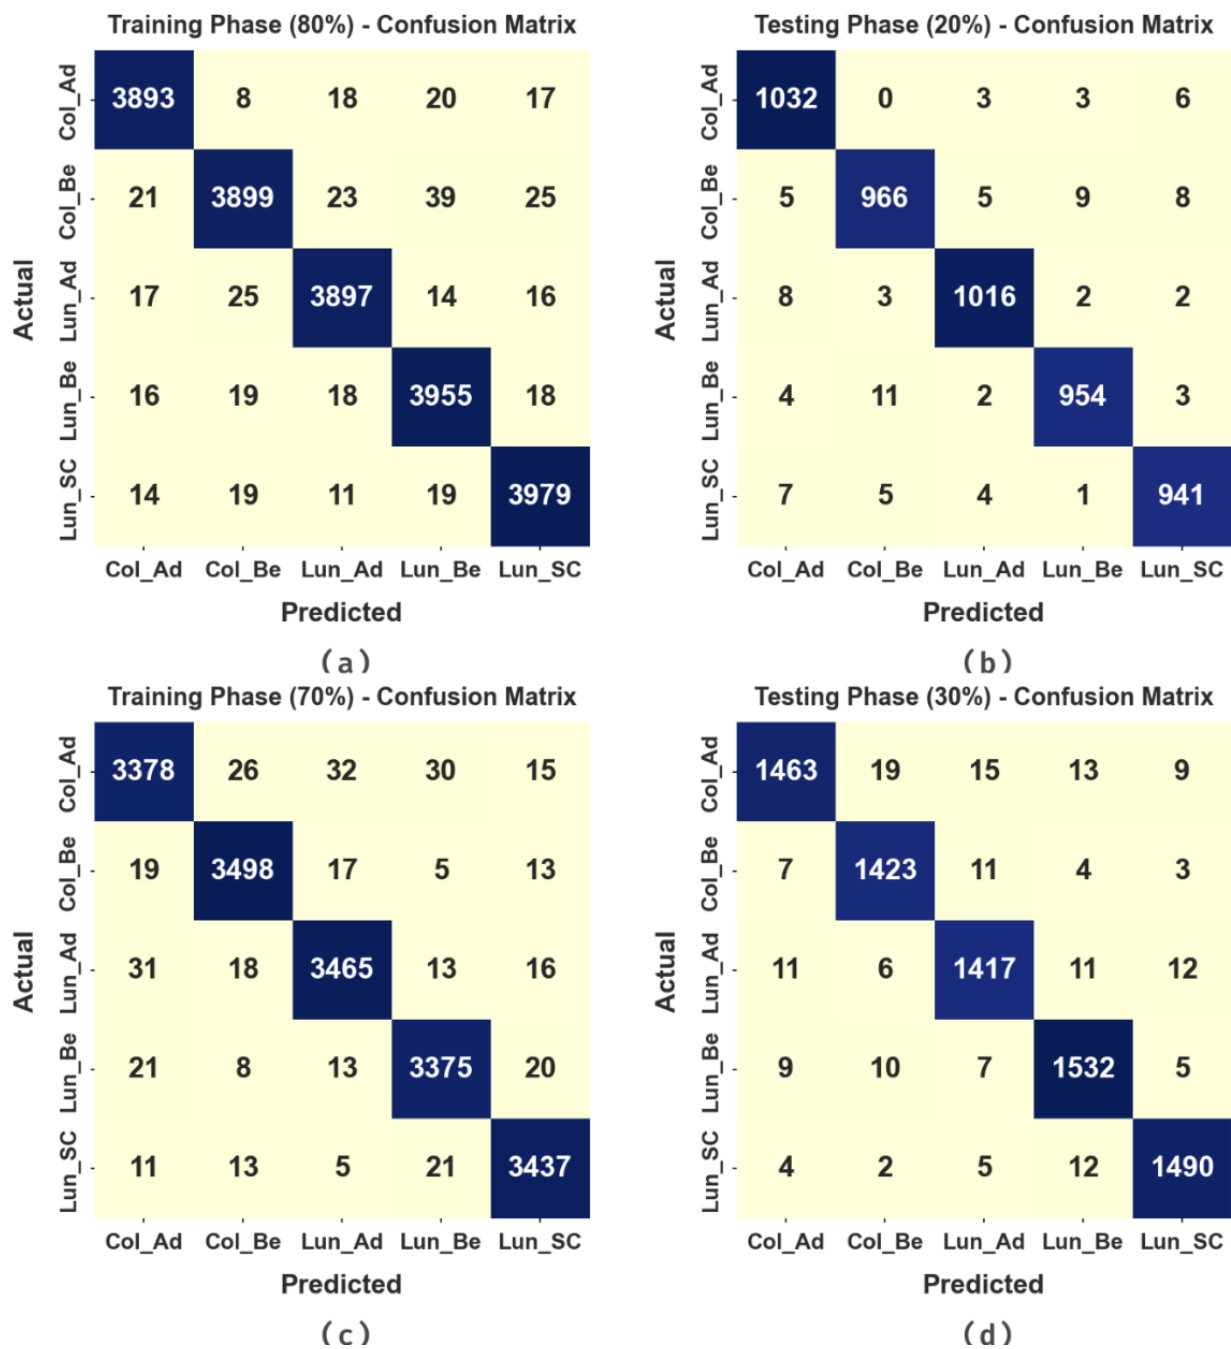 Training Phase (80%) - Confusion Matrix
Col_Ad 3893 8 18 20 17
Col_Be 21 3899 23 39 25
Lun_Ad 17 25 3897 14 16
Lun_Be 16 19 18 3955 18
Lun_SC 14 19 11 19 3979
Actual
Col_Ad Col_Be Lun_Ad Lun_Be Lun_SC
Predicted
(a)
Testing Phase (20%) - Confusion Matrix
Col_Ad 1032 0 3 3 6
Col_Be 5 966 5 9 8
Lun_Ad 8 3 1016 2 2
Lun_Be 4 11 2 954 3
Lun_SC 7 5 4 1 941
Actual
Col_Ad Col_Be Lun_Ad Lun_Be Lun_SC
Predicted
(b)
Training Phase (70%) - Confusion Matrix
Col_Ad 3378 26 32 30 15
Col_Be 19 3498 17 5 13
Lun_Ad 31 18 3465 13 16
Lun_Be 21 8 13 3375 20
Lun_SC 11 13 5 21 3437
Actual
Col_Ad Col_Be Lun_Ad Lun_Be Lun_SC
Predicted
(c)
Testing Phase (30%) - Confusion Matrix
Col_Ad 1463 19 15 13 9
Col_Be 7 1423 11 4 3
Lun_Ad 11 6 1417 11 12
Lun_Be 9 10 7 1532 5
Lun_SC 4 2 5 12 1490
Actual
Col_Ad Col_Be Lun_Ad Lun_Be Lun_SC
Predicted
(d)